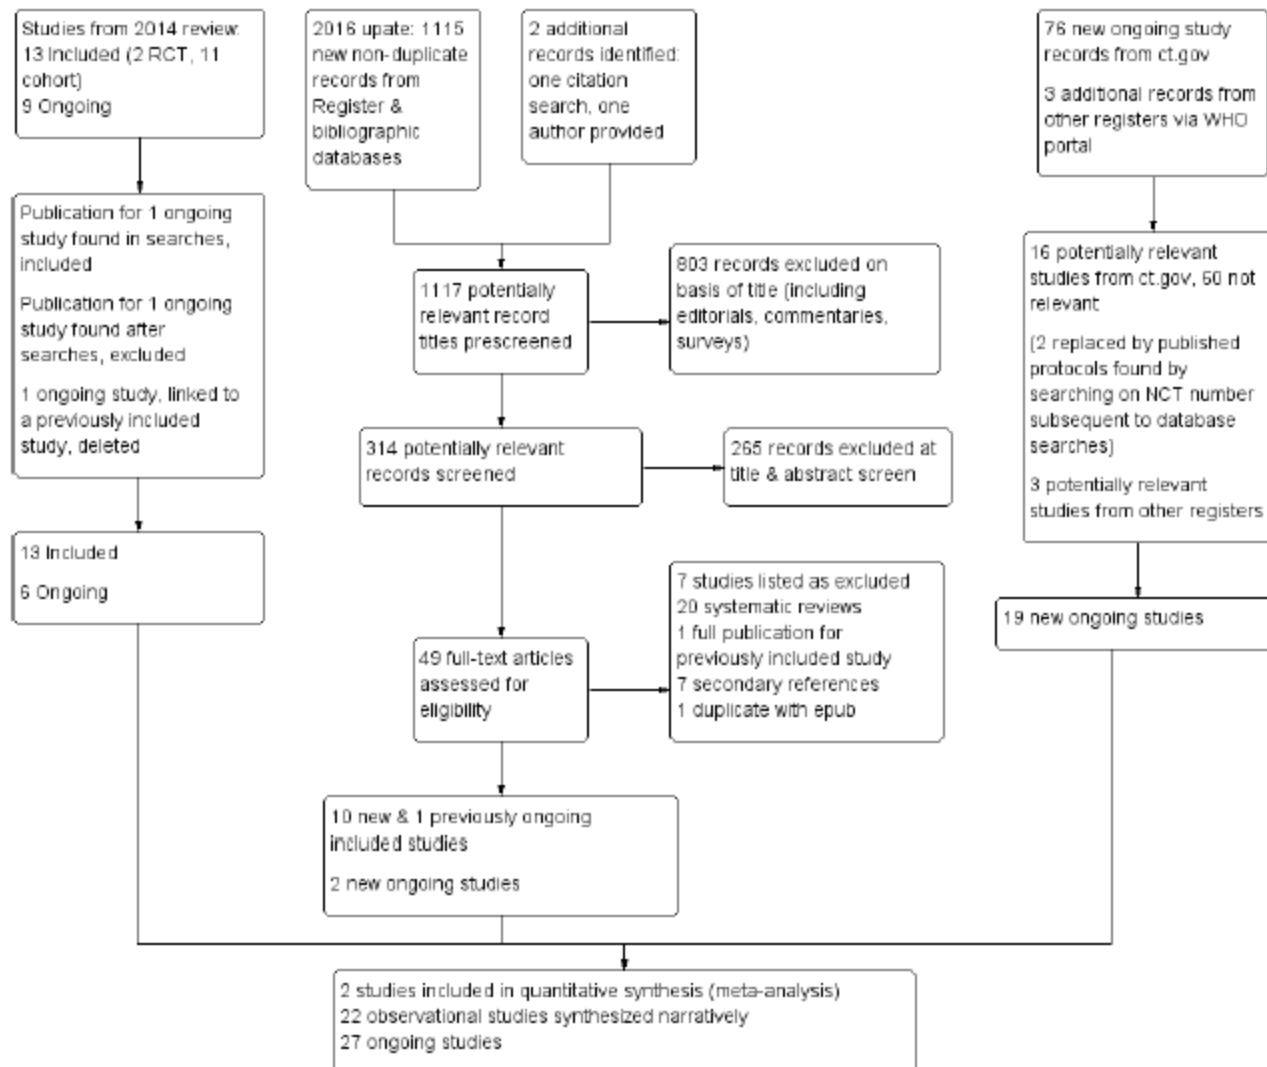 Studies from 2014 review:
13 Included (2 RCT, 11
cohort)
9 Ongoing
2016 upate: 1115
new non-duplicate
records from
Register &
bibliographic
databases
2 additional
records identified:
one citation
search, one
author provided
76 new ongoing study
records from ct.gov
3 additional records from
other registers via WHO
portal
Publication for 1 ongoing
study found in searches,
included
Publication for 1 ongoing
study found after
searches, excluded
1 ongoing study, linked to
a previously included
study, deleted
1117 potentially
relevant record
titles prescreened
803 records excluded on
basis of title (including
editorials, commentaries,
surveys)
16 potentially relevant
studies from ct.gov, 60 not
relevant
(2 replaced by published
protocols found by
searching on NCT number
subsequent to database
searches)
3 potentially relevant
studies from other registers
314 potentially relevant
records screened
265 records excluded at
title & abstract screen
13 Included
6 Ongoing
49 full-text articles
assessed for
eligibility
7 studies listed as excluded
20 systematic reviews
1 full publication for
previously included study
7 secondary references
1 duplicate with epub
19 new ongoing studies
10 new & 1 previously ongoing
included studies
2 new ongoing studies
2 studies included in quantitative synthesis (meta-analysis)
22 observational studies synthesized narratively
27 ongoing studies